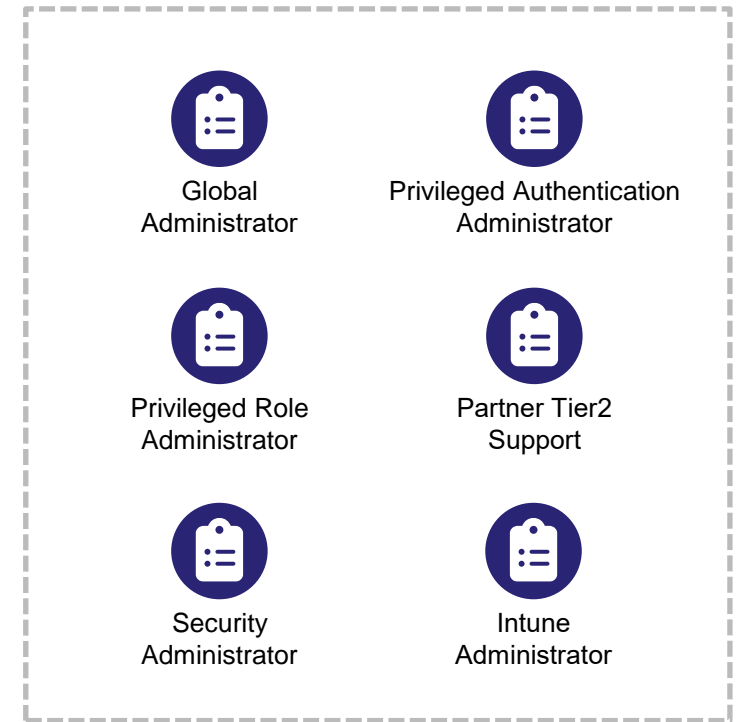 Global
Administrator
Privileged Authentication
Administrator
Privileged Role
Administrator
Partner Tier2
Support
Security
Administrator
Intune
Administrator